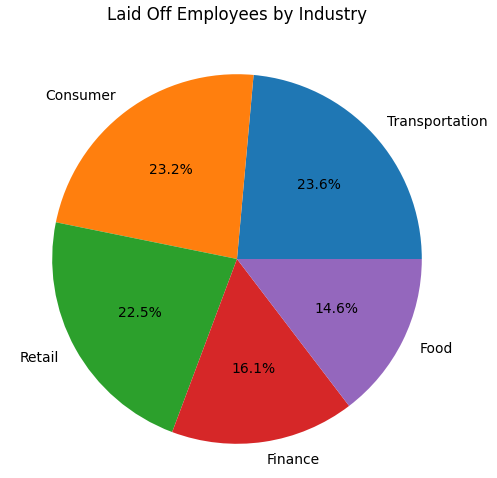 Laid Off Employees by Industry
Consumer
Transportation
23.2%
23.6%
22.5%
14.6%
Retail
Food
16.1%
Finance